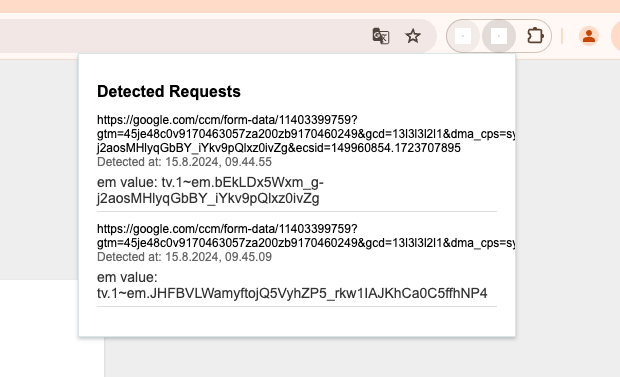 Detected Requests
https://google.com/ccm/form-data/11403399759?
gtm=45je48c0v9170463057za200zb9170460249&gcd=13l3l3l2l1&dma_cps=sy
j2aosMHlyqGbBY_iYkv9pQlxz0ivZg&ecsid=149960854.1723707895
Detected at: 15.8.2024, 09.44.55
em value: tv.1~em.bEkLDx5Wxm_g-
j2aosMHlyqGbBY_iYkv9pQlxz0ivZg
https://google.com/ccm/form-data/11403399759?
gtm=45je48c0v9170463057za200zb9170460249&gcd=13l3l3l2l1&dma_cps=sy
Detected at: 15.8.2024, 09.45.09
em value:
tv.1~em.JHFBVLWamyftojQ5VyhZP5_rkw1IAJKhCa0C5ffhNP4